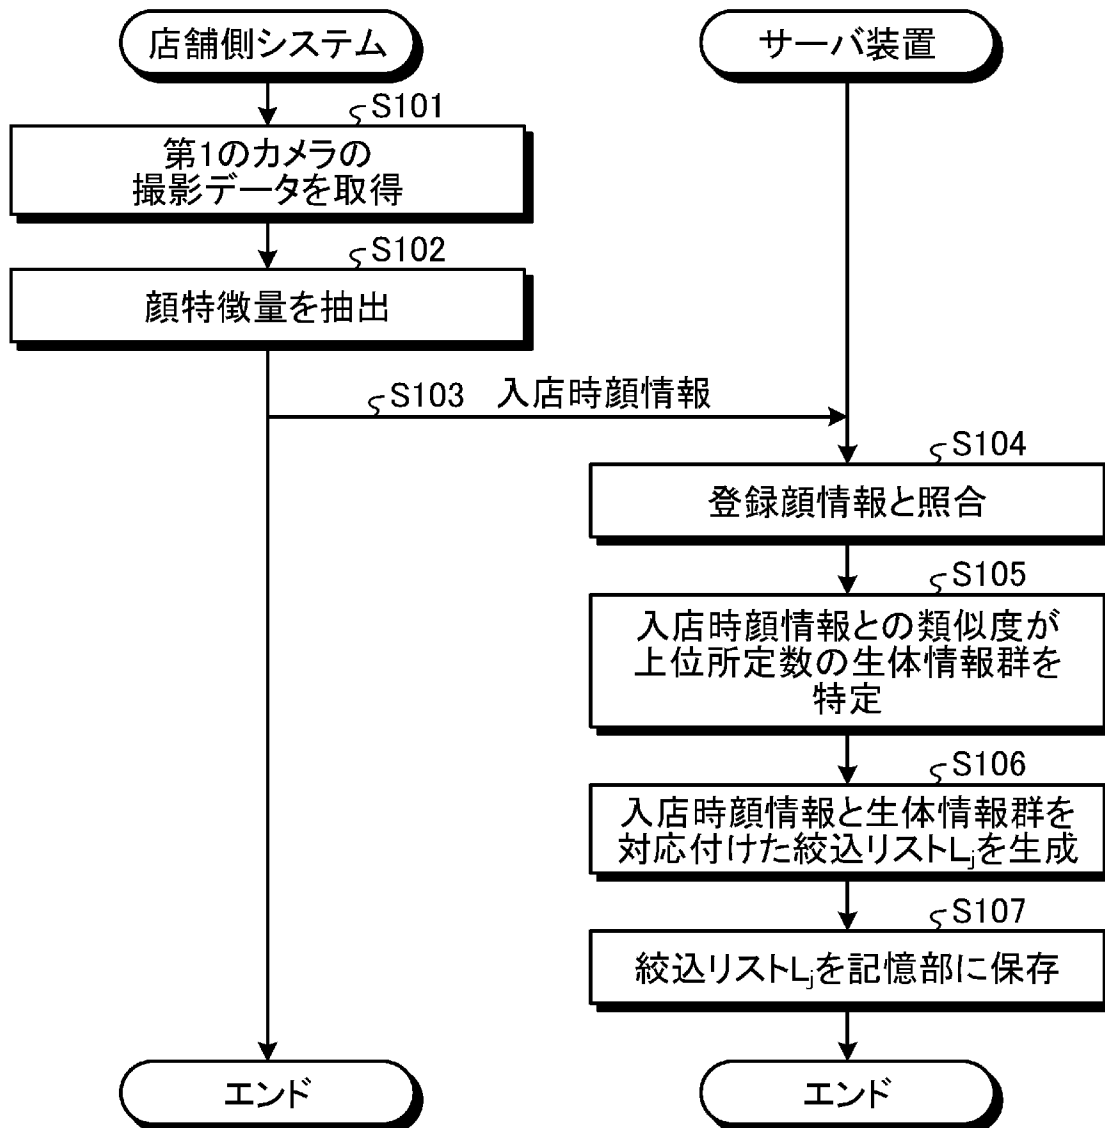 店舗側システム
サーバ装置
S101
第1のカメラの
撮影データを取得
S102
顔特徴量を抽出
S103 入店時顔情報
S104
登録顔情報と照合
S105
入店時顔情報との類似度が
上位所定数の生体情報群を
特定
S106
入店時顔情報と生体情報群を
対応付けた絞込リストLjを生成
S107
絞込リストLjを記憶部に保存
エンド
エンド